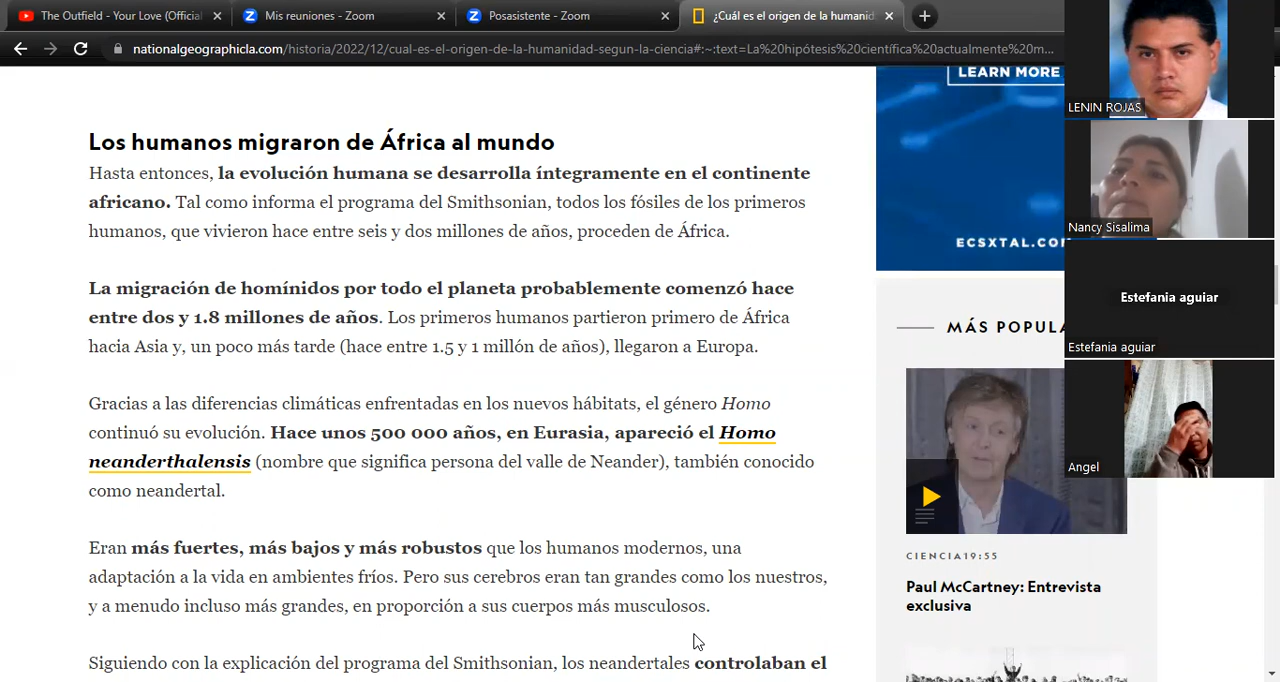 The Outfield - Your Love (Official
Mis reuniones - Zoom
Posasistente - Zoom
¿Cuál es el origen de la humanid
nationalgeographicla.com/historia/2022/12/cual-es-el-origen-de-la-humanidad-segun-la-ciencia#:~:text=La%20hipótesis%20científica%20actualmente%20m...
Los humanos migraron de África al mundo
Hasta entonces, la evolución humana se desarrolla íntegramente en el continente
africano. Tal como informa el programa del Smithsonian, todos los fósiles de los primeros
humanos, que vivieron hace entre seis y dos millones de años, proceden de África.
La migración de homínidos por todo el planeta probablemente comenzó hace
entre dos y 1.8 millones de años. Los primeros humanos partieron primero de África
hacia Asia y, un poco más tarde (hace entre 1.5 y 1 millón de años), llegaron a Europa.
Gracias a las diferencias climáticas enfrentadas en los nuevos hábitats, el género Homo
continuó su evolución. Hace unos 500 000 años, en Eurasia, apareció el Homo
neanderthalensis (nombre que significa persona del valle de Neander), también conocido
como neandertal.
Eran más fuertes, más bajos y más robustos que los humanos modernos, una
adaptación a la vida en ambientes fríos. Pero sus cerebros eran tan grandes como los nuestros,
y a menudo incluso más grandes, en proporción a sus cuerpos más musculosos.
Siguiendo con la explicación del programa del Smithsonian, los neandertales controlaban el
LEARN MORE
ECSXTAL.CO
MÁS POPULA
CIENCIA19:55
Paul McCartney: Entrevista
exclusiva
LENIN ROJAS
Nancy Sisalima
Estefania aguiar
Estefania aguiar
Angel